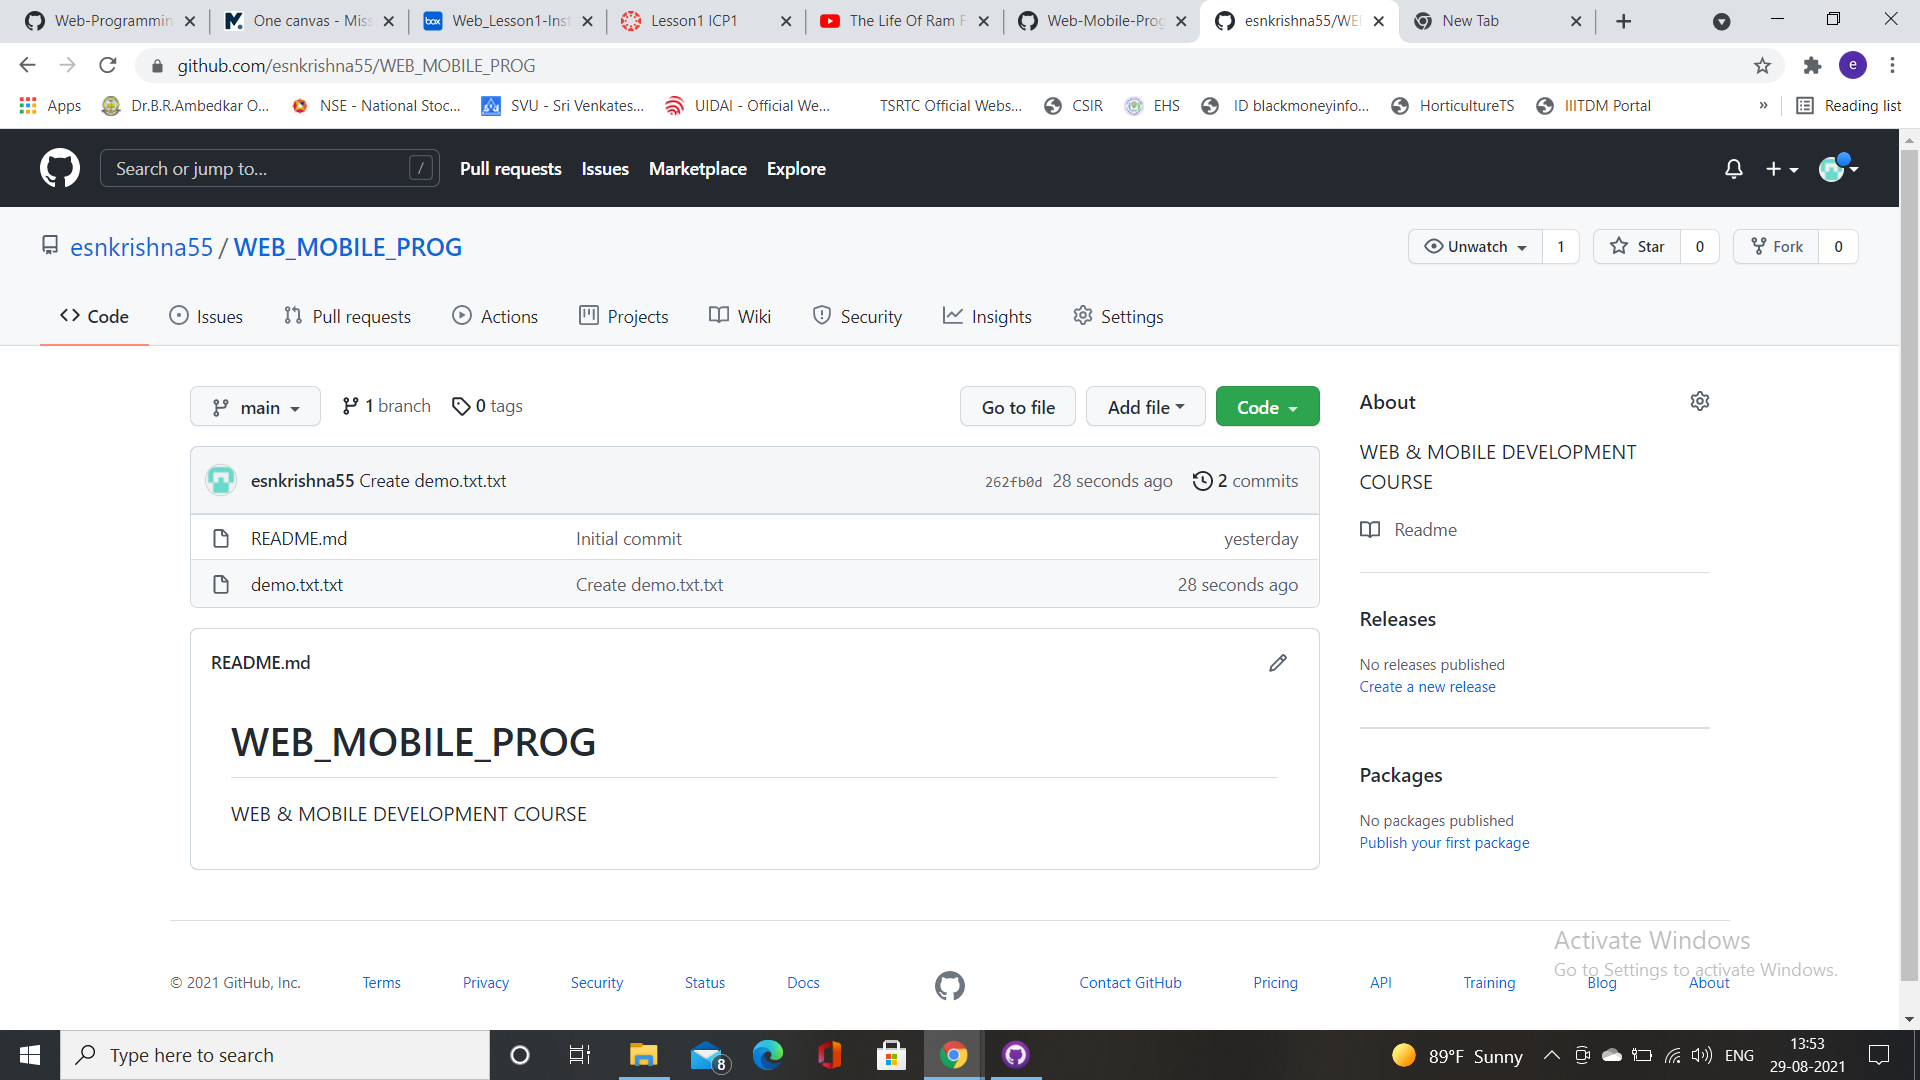 Web-Programmin
One canvas - Miss
Web_Lesson1-Inst
Lesson1 ICP1
The Life Of Ram F
Web-Mobile-Prog
esnkrishna55/WEB
New Tab
github.com/esnkrishna55/WEB_MOBILE_PROG
e
Apps
Dr.B.R.Ambedkar O...
NSE - National Stoc...
SVU - Sri Venkates...
UIDAI - Official We...
TSRTC Official Webs...
CSIR
EHS
ID blackmoneyinfo...
HorticultureTS
IIITDM Portal
»
Reading list
Search or jump to...
/
Pull requests
Issues
Marketplace
Explore
esnkrishna55 / WEB_MOBILE_PROG
Unwatch 1
Star 0
Fork 0
Code
Issues
Pull requests
Actions
Projects
Wiki
Security
Insights
Settings
main
1 branch
0 tags
Go to file
Add file
Code
esnkrishna55 Create demo.txt.txt
262fb0d 28 seconds ago
2 commits
README.md
Initial commit
yesterday
demo.txt.txt
Create demo.txt.txt
28 seconds ago
README.md
WEB_MOBILE_PROG
WEB & MOBILE DEVELOPMENT COURSE
About
WEB & MOBILE DEVELOPMENT
COURSE
Readme
Releases
No releases published
Create a new release
Packages
No packages published
Publish your first package
Activate Windows
Go to Settings to activate Windows.
© 2021 GitHub, Inc.
Terms
Privacy
Security
Status
Docs
Contact GitHub
Pricing
API
Training
Blog
About
Type here to search
box
8
89°F Sunny
ENG
13:53
29-08-2021